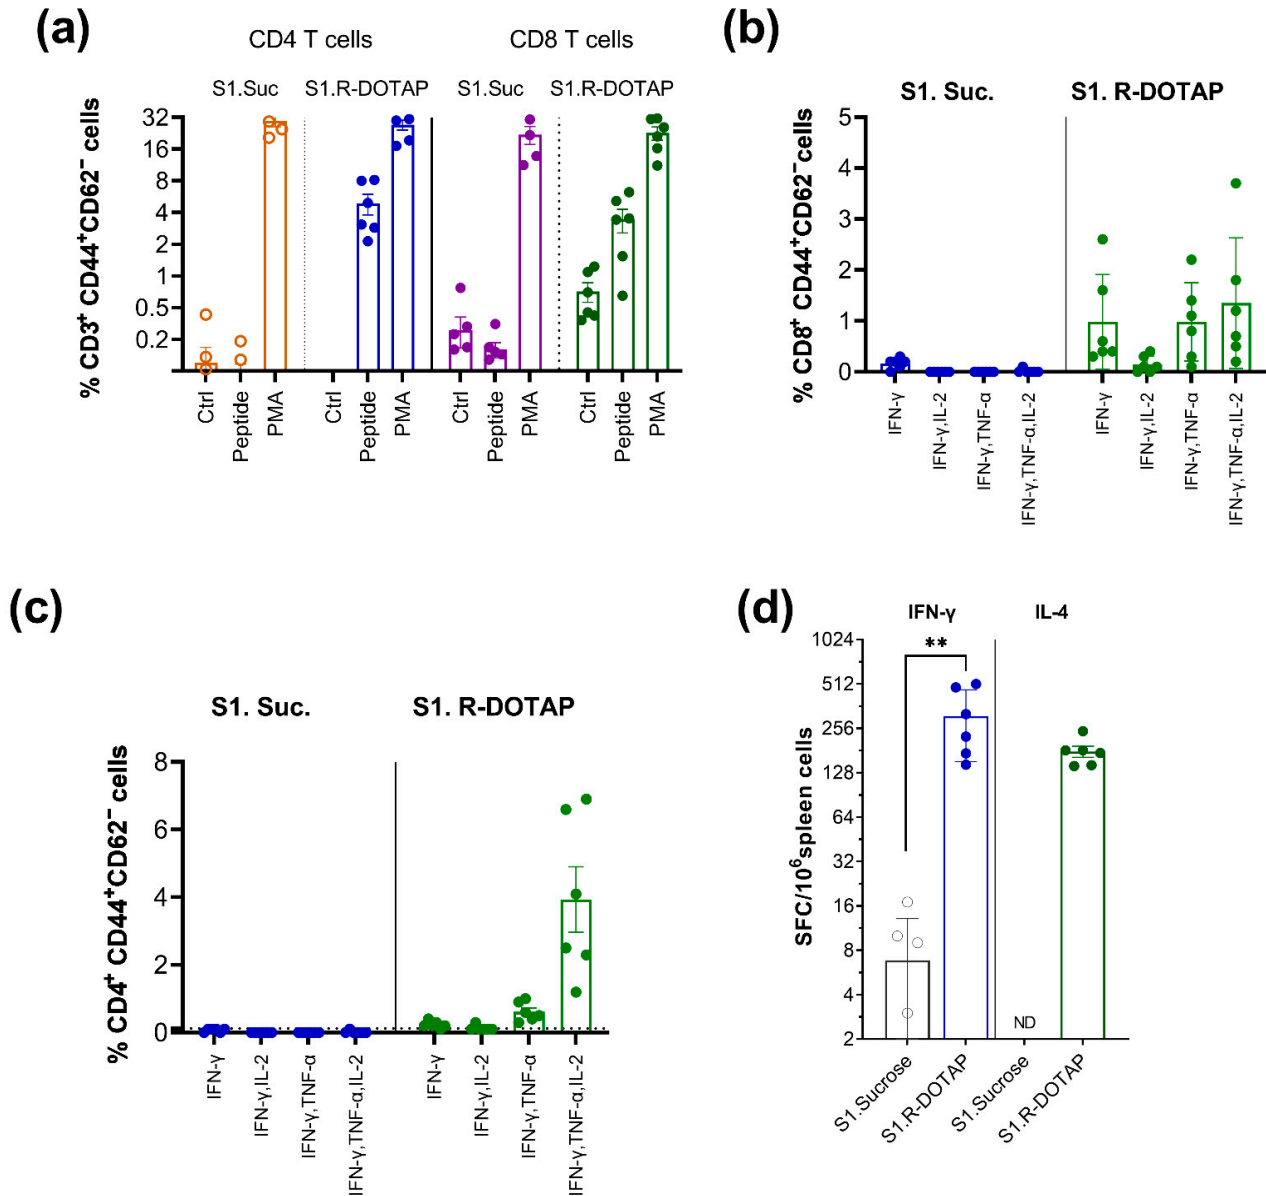 (a)
CD4 T cells
CD8 T cells
S1.Suc
S1.R-DOTAP
S1.Suc
S1.R-DOTAP
% CD3⁺ CD44⁺CD62⁻ cells
32
16
8
4
2
1
0.5
0.2
Ctrl
Peptide
PMA
Ctrl
Peptide
PMA
Ctrl
Peptide
PMA
Ctrl
Peptide
PMA
(b)
S1. Suc.
S1. R-DOTAP
% CD8⁺ CD44⁺CD62⁻ cells
5
4
3
2
1
0
IFN-γ
IFN-γ,IL-2
IFN-γ,TNF-α
IFN-γ,TNF-α,IL-2
IFN-γ
IFN-γ,IL-2
IFN-γ,TNF-α
IFN-γ,TNF-α,IL-2
(c)
S1. Suc.
S1. R-DOTAP
% CD4⁺ CD44⁺CD62⁻ cells
8
6
4
2
0
IFN-γ
IFN-γ,IL-2
IFN-γ,TNF-α
IFN-γ,TNF-α,IL-2
IFN-γ
IFN-γ,IL-2
IFN-γ,TNF-α
IFN-γ,TNF-α,IL-2
(d)
IFN-γ
IL-4
**
SFC/10⁶spleen cells
1024
512
256
128
64
32
16
8
4
2
ND
S1.Sucrose
S1.R-DOTAP
S1.Sucrose
S1.R-DOTAP